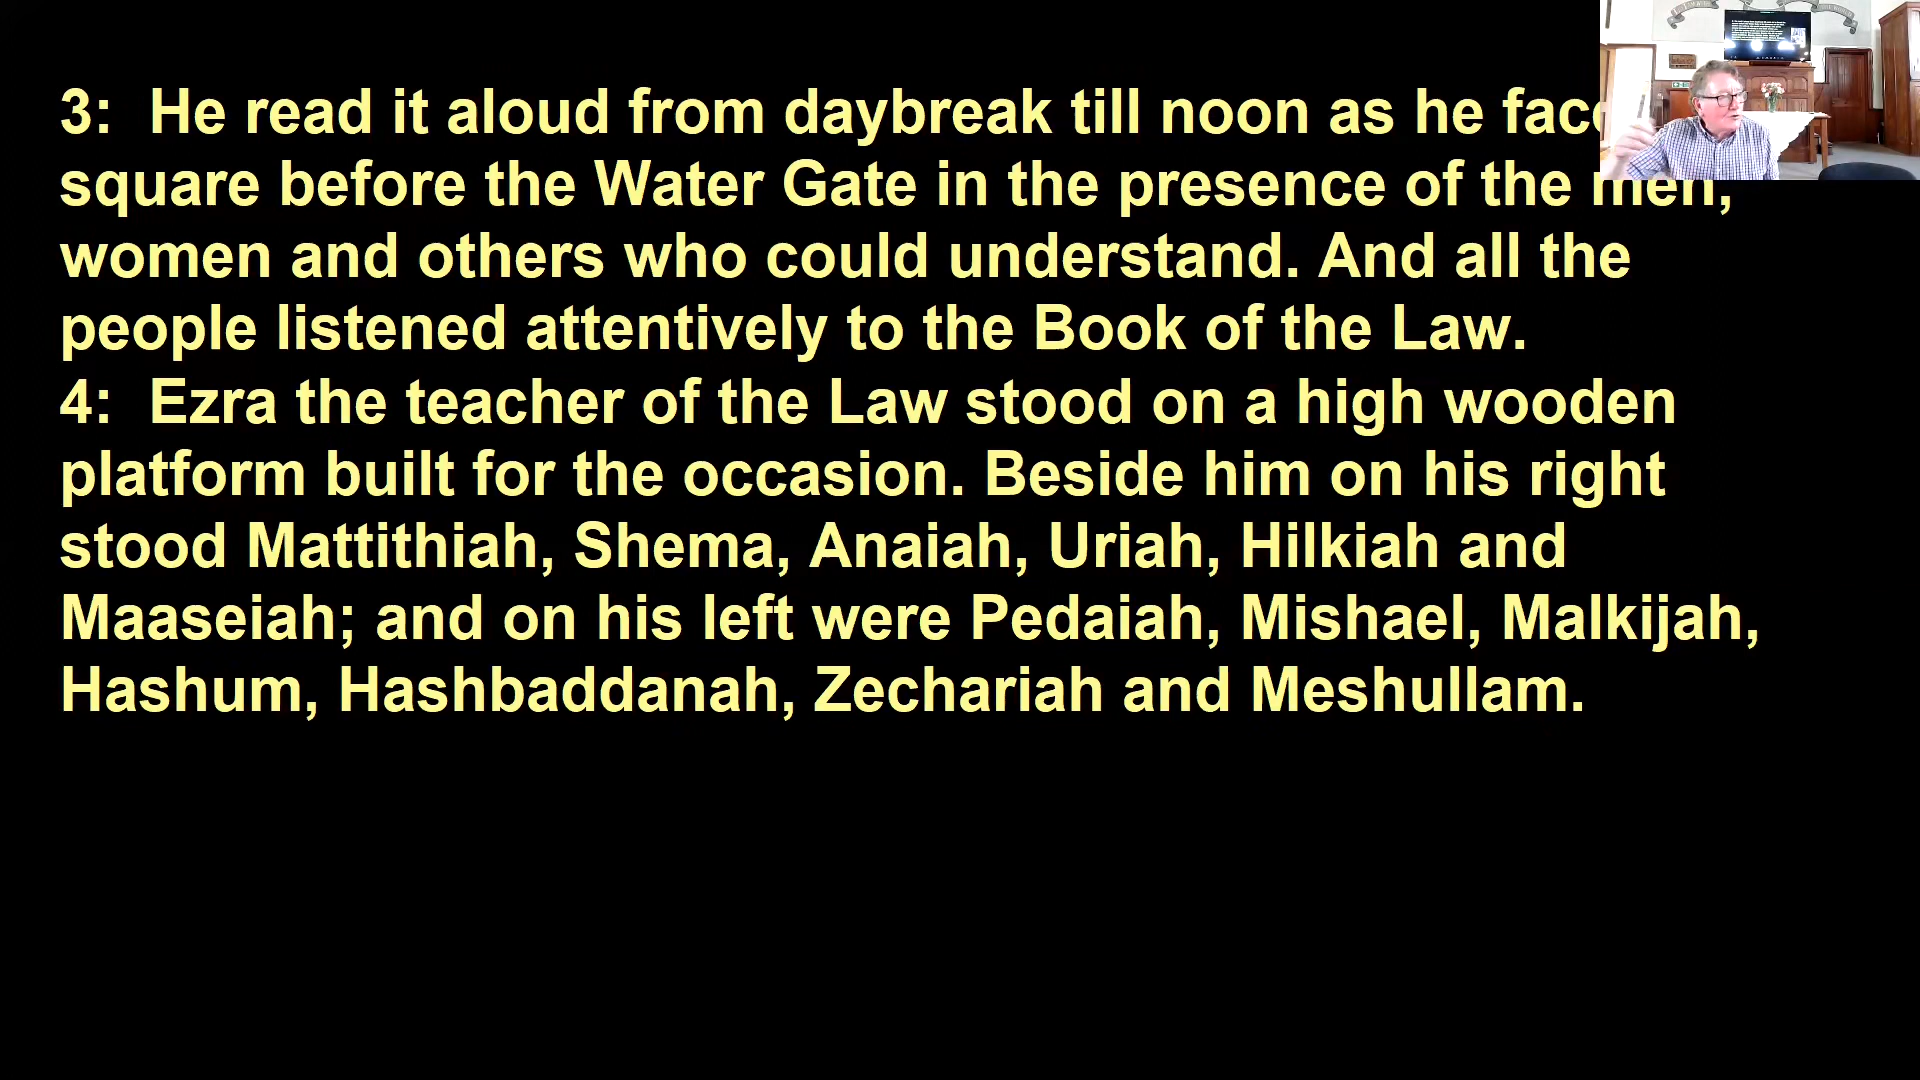 3: He read it aloud from daybreak till noon as he
square before the Water Gate in the presence of the men,
women and others who could understand. And all the
people listened attentively to the Book of the Law.
4: Ezra the teacher of the Law stood on a high wooden
platform built for the occasion. Beside him on his right
stood Mattithiah, Shema, Anaiah, Uriah, Hilkiah and
Maaseiah; and on his left were Pedaiah, Mishael, Malkijah,
Hashum, Hashbaddanah, Zechariah and Meshullam.